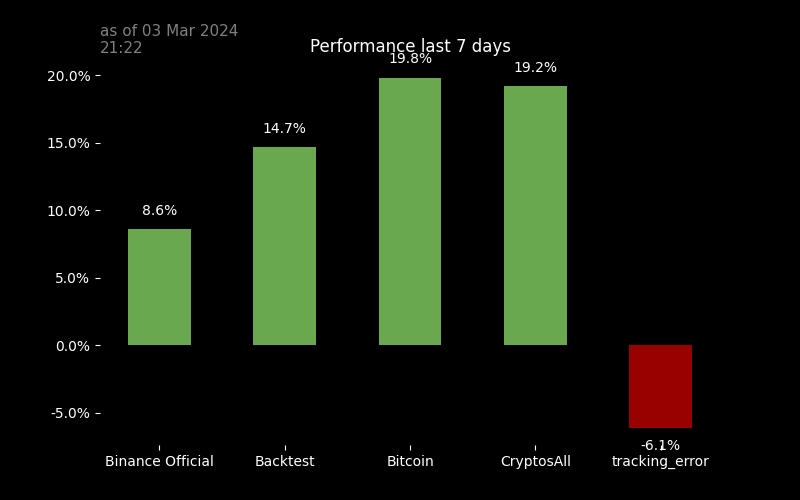 as of 03 Mar 2024
21:22
Performance last 7 days
19.8%
19.2%
20.0%
14.7%
15.0%
8.6%
10.0%
5.0%
0.0%
-5.0%
-6.1%
Binance Official
Backtest
Bitcoin
CryptosAll
tracking_error